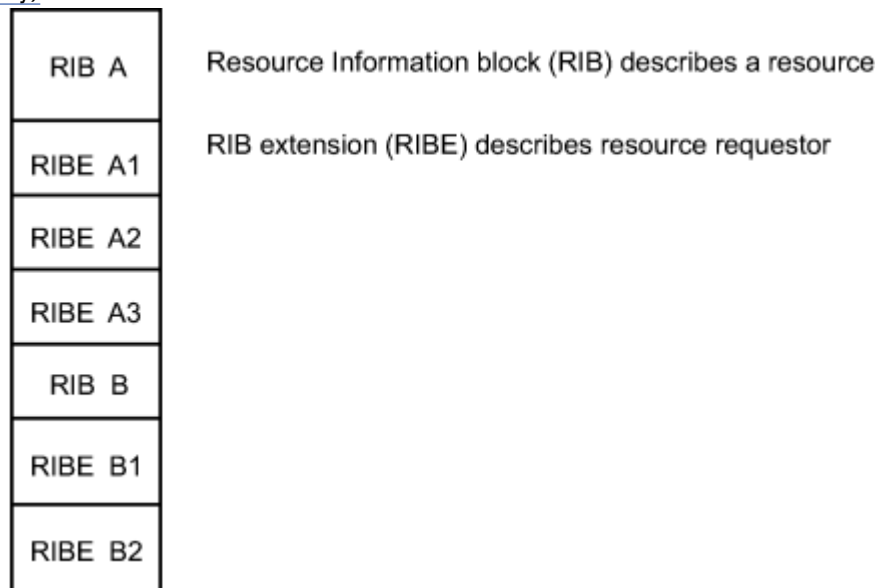 RIB A
Resource Information block (RIB) describes a resource
RIBE A1
RIB extension (RIBE) describes resource requestor
RIBE A2
RIBE A3
RIB B
RIBE B1
RIBE B2